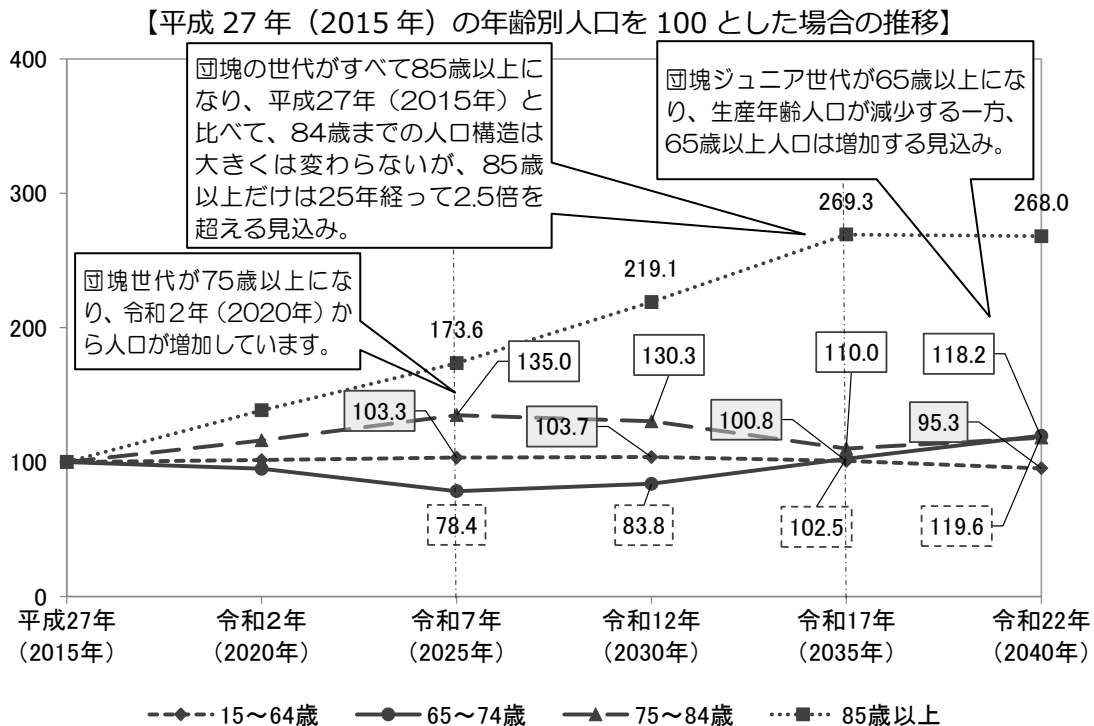 【平成 27 年（2015 年）の年齢別人口を 100 とした場合の推移】
400
300
200
100
0
団塊の世代がすべて85歳以上に
なり、平成27年（2015年）と
比べて、84歳までの人口構造は
大きくは変わらないが、85歳
以上だけは25年経って2.5倍を
超える見込み。
団塊ジュニア世代が65歳以上にな
り、生産年齢人口が減少する一方、
65歳以上人口は増加する見込み。
団塊世代が75歳以上にな
り、令和２年（2020年）か
ら人口が増加しています。
173.6
219.1
269.3
268.0
135.0
130.3
110.0
118.2
103.3
103.7
100.8
95.3
78.4
83.8
102.5
119.6
平成27年
（2015年）
令和2年
（2020年）
令和7年
（2025年）
令和12年
（2030年）
令和17年
（2035年）
令和22年
（2040年）
15～64歳
65～74歳
75～84歳
85歳以上